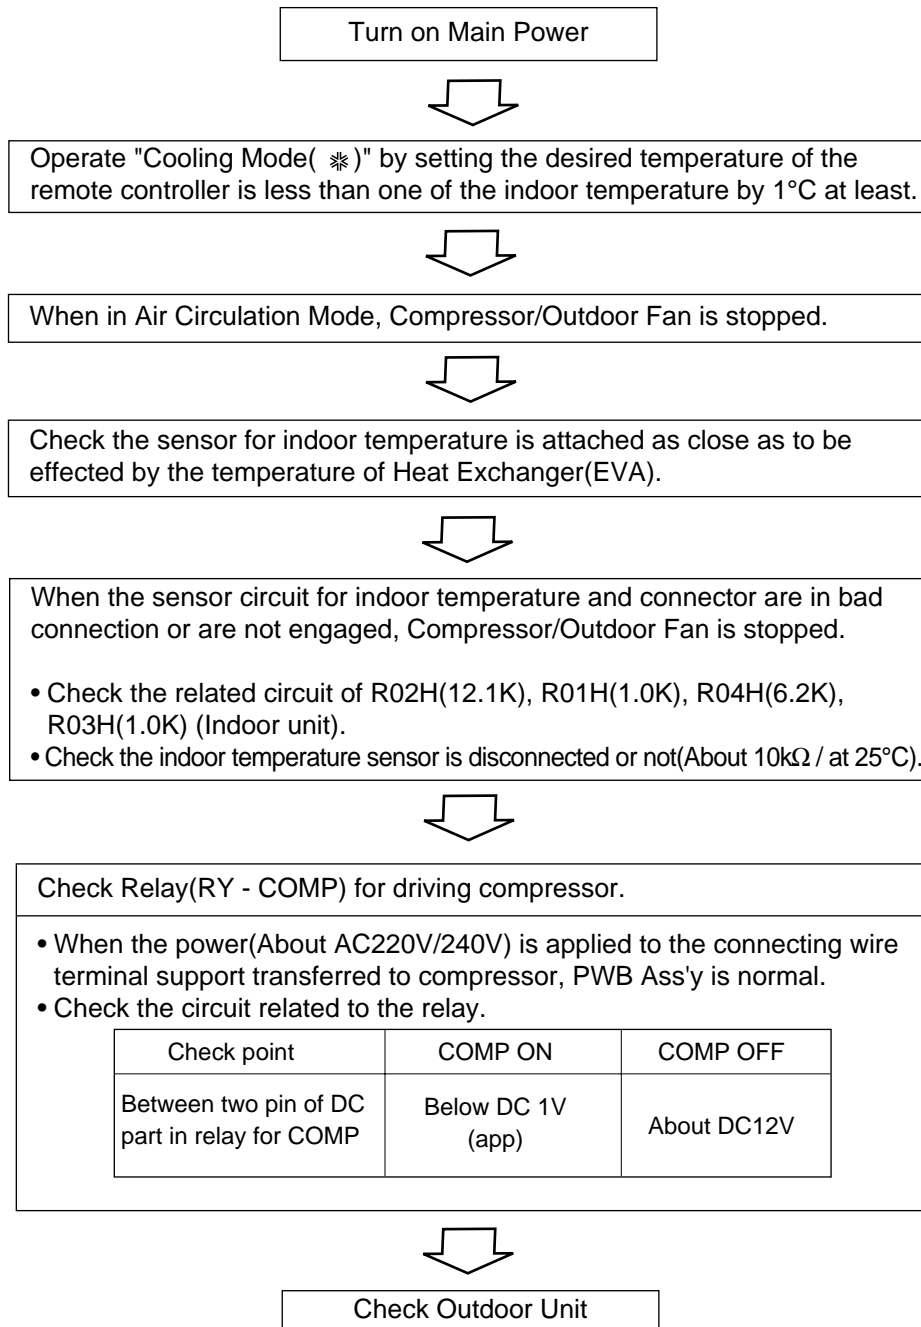 Turn on Main Power
Operate "Cooling Mode( ❋)" by setting the desired temperature of the
remote controller is less than one of the indoor temperature by 1°C at least.
When in Air Circulation Mode, Compressor/Outdoor Fan is stopped.
Check the sensor for indoor temperature is attached as close as to be
effected by the temperature of Heat Exchanger(EVA).
When the sensor circuit for indoor temperature and connector are in bad
connection or are not engaged, Compressor/Outdoor Fan is stopped.
• Check the related circuit of R02H(12.1K), R01H(1.0K), R04H(6.2K),
R03H(1.0K) (Indoor unit).
• Check the indoor temperature sensor is disconnected or not(About 10kΩ / at 25°C).
Check Relay(RY - COMP) for driving compressor.
• When the power(About AC220V/240V) is applied to the connecting wire
terminal support transferred to compressor, PWB Ass'y is normal.
• Check the circuit related to the relay.
Check point COMP ON COMP OFF
Between two pin of DC
part in relay for COMP
Below DC 1V
(app)
About DC12V
Check Outdoor Unit